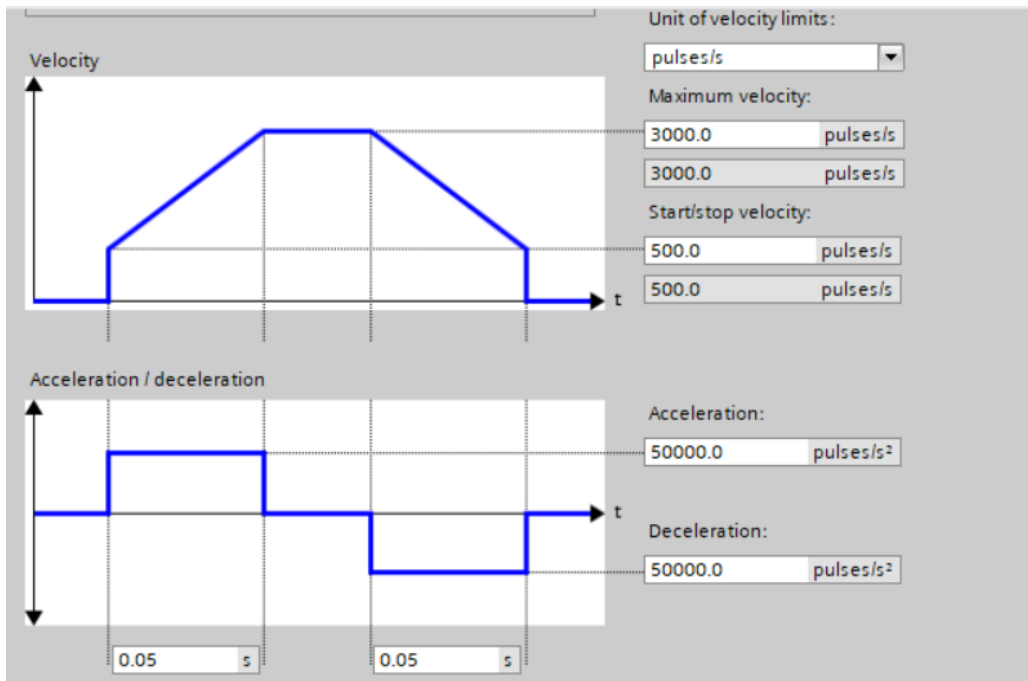 Unit of velocity limits:
pulses/s
Velocity
Maximum velocity:
3000.0 pulses/s
3000.0 pulses/s
Start/stop velocity:
500.0 pulses/s
500.0 pulses/s
t
Acceleration / deceleration
Acceleration:
50000.0 pulses/s²
t
Deceleration:
50000.0 pulses/s²
0.05 s
0.05 s